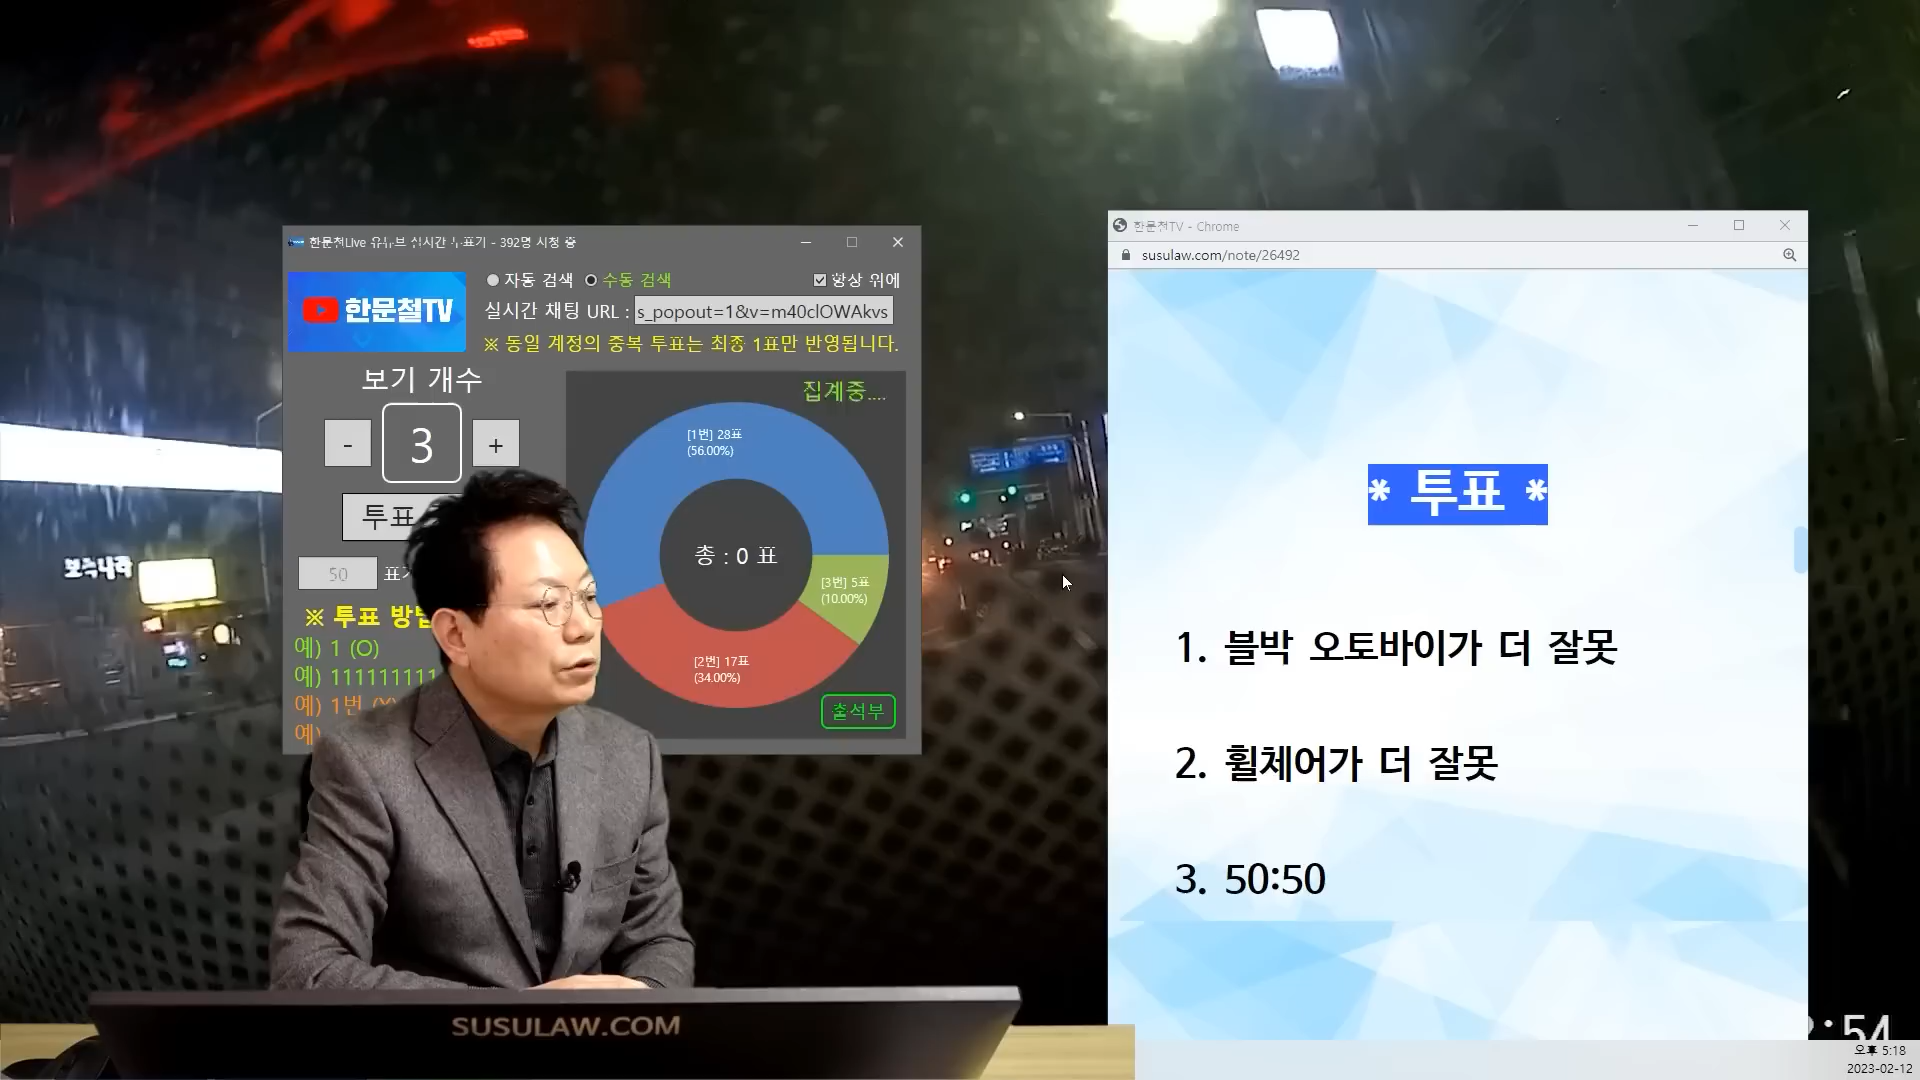 한문철Live 유튜브 실시간 투표기 - 392명 시청 중
한문철TV
자동 검색 수동 검색 항상 위에
실시간 채팅 URL : s_popout=1&v=m40clOWAkvs
※ 동일 계정의 중복 투표는 최종 1표만 반영됩니다.
보기 개수
- 3 +
투표
50 표
※ 투표 방법
예) 1 (O)
예) 111111111
예) 1번 (X)
예)
집계중....
[1번] 28표
(56.00%)
총 : 0 표
[3번] 5표
(10.00%)
[2번] 17표
(34.00%)
출석부
한문철TV - Chrome
susulaw.com/note/26492
* 투표 *
1. 블박 오토바이가 더 잘못
2. 휠체어가 더 잘못
3. 50:50
SUSULAW.COM
:54
오후 5:18
2023-02-12